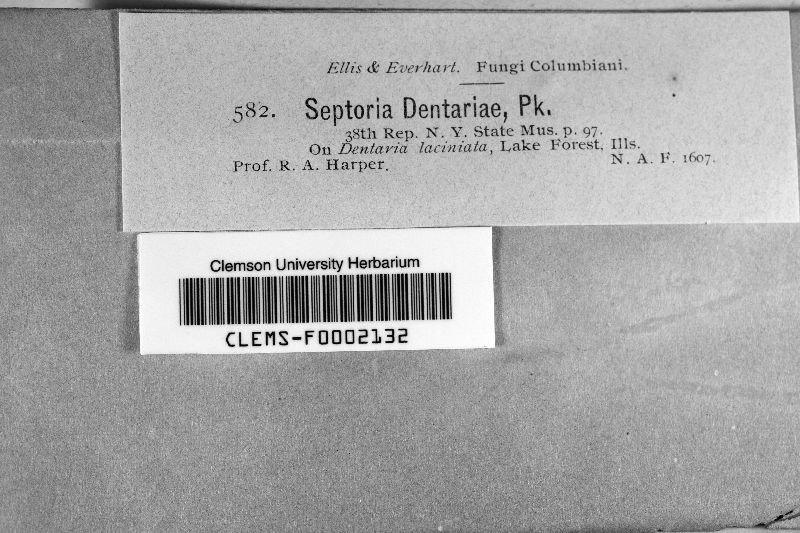 Ellis & Everhart. Fungi Columbiani.
582. Septoria Dentariae, Pk.
38th Rep. N. Y. State Mus. p. 97.
On Dentaria laciniata, Lake Forest, Ills.
Prof. R. A. Harper. N. A. F. 1607.
Clemson University Herbarium
CLEMS-F0002132